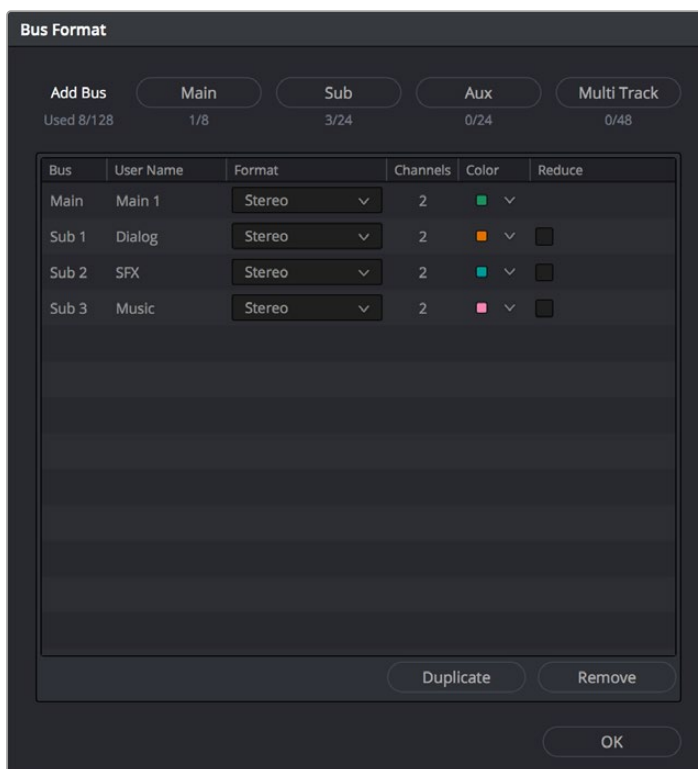 Bus Format
Add Bus Main Sub Aux Multi Track
Used 8/128 1/8 3/24 0/24 0/48
Bus User Name Format Channels Color Reduce
Main Main 1 Stereo 2
Sub 1 Dialog Stereo 2
Sub 2 SFX Stereo 2
Sub 3 Music Stereo 2
Duplicate Remove
OK